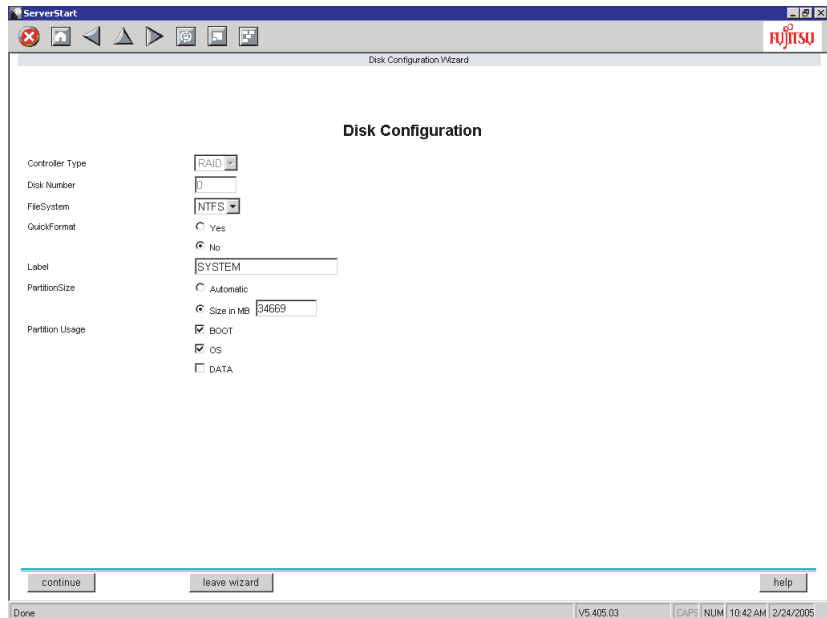 ServerStart
FUJITSU
Disk Configuration Wizard
Disk Configuration
Controller Type RAID
Disk Number 0
FileSystem NTFS
QuickFormat Yes
No
Label SYSTEM
PartitionSize Automatic
Size in MB 34669
Partition Usage BOOT
OS
DATA
continue leave wizard help
Done V5.405.03 CAPS NUM 10:42 AM 2/24/2005